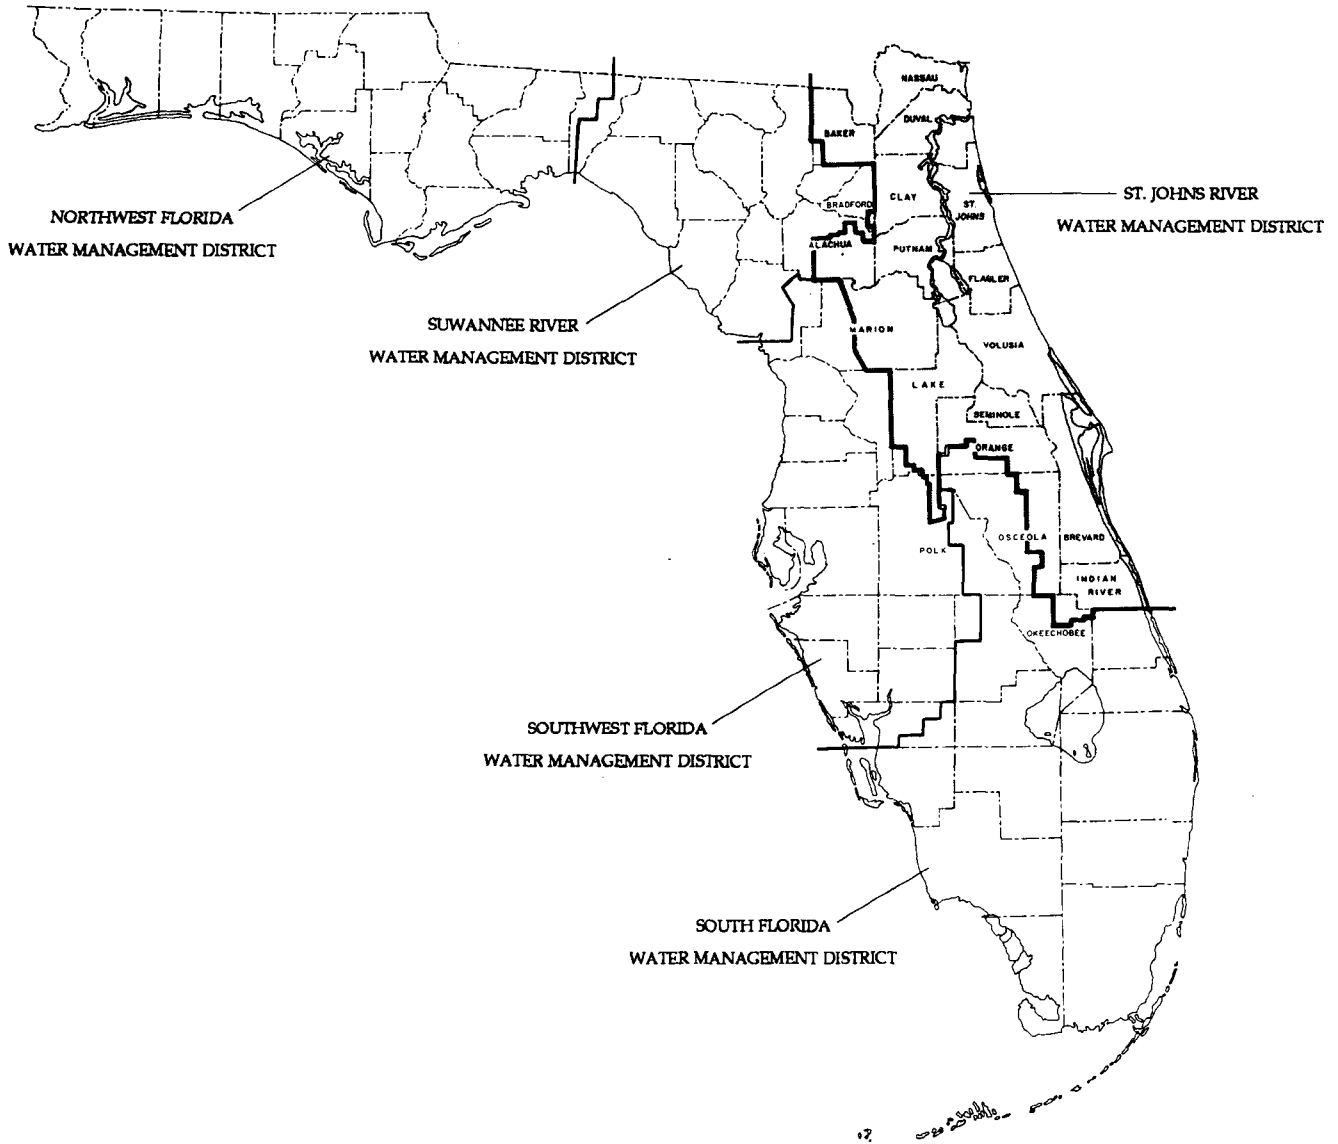 NASSAU
DUVAL
BAKER
CLAY
ST.
JOHNS
BRADFORD
ALACHUA
PUTNAM
FLAGLER
ST. JOHNS RIVER
WATER MANAGEMENT DISTRICT
NORTHWEST FLORIDA
WATER MANAGEMENT DISTRICT
SUWANNEE RIVER
WATER MANAGEMENT DISTRICT
MARION
VOLUSIA
LAKE
SEMINOLE
ORANGE
OSCEOLA
BREVARD
POLK
INDIAN
RIVER
OKEECHOBEE
SOUTHWEST FLORIDA
WATER MANAGEMENT DISTRICT
SOUTH FLORIDA
WATER MANAGEMENT DISTRICT